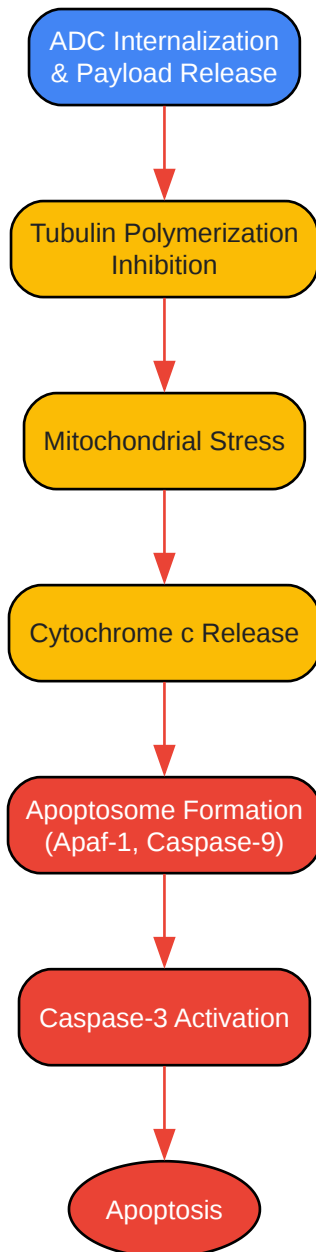 ADC Internalization
& Payload Release
Tubulin Polymerization
Inhibition
Mitochondrial Stress
Cytochrome c Release
Apoptosome Formation
(Apaf-1, Caspase-9)
Caspase-3 Activation
Apoptosis